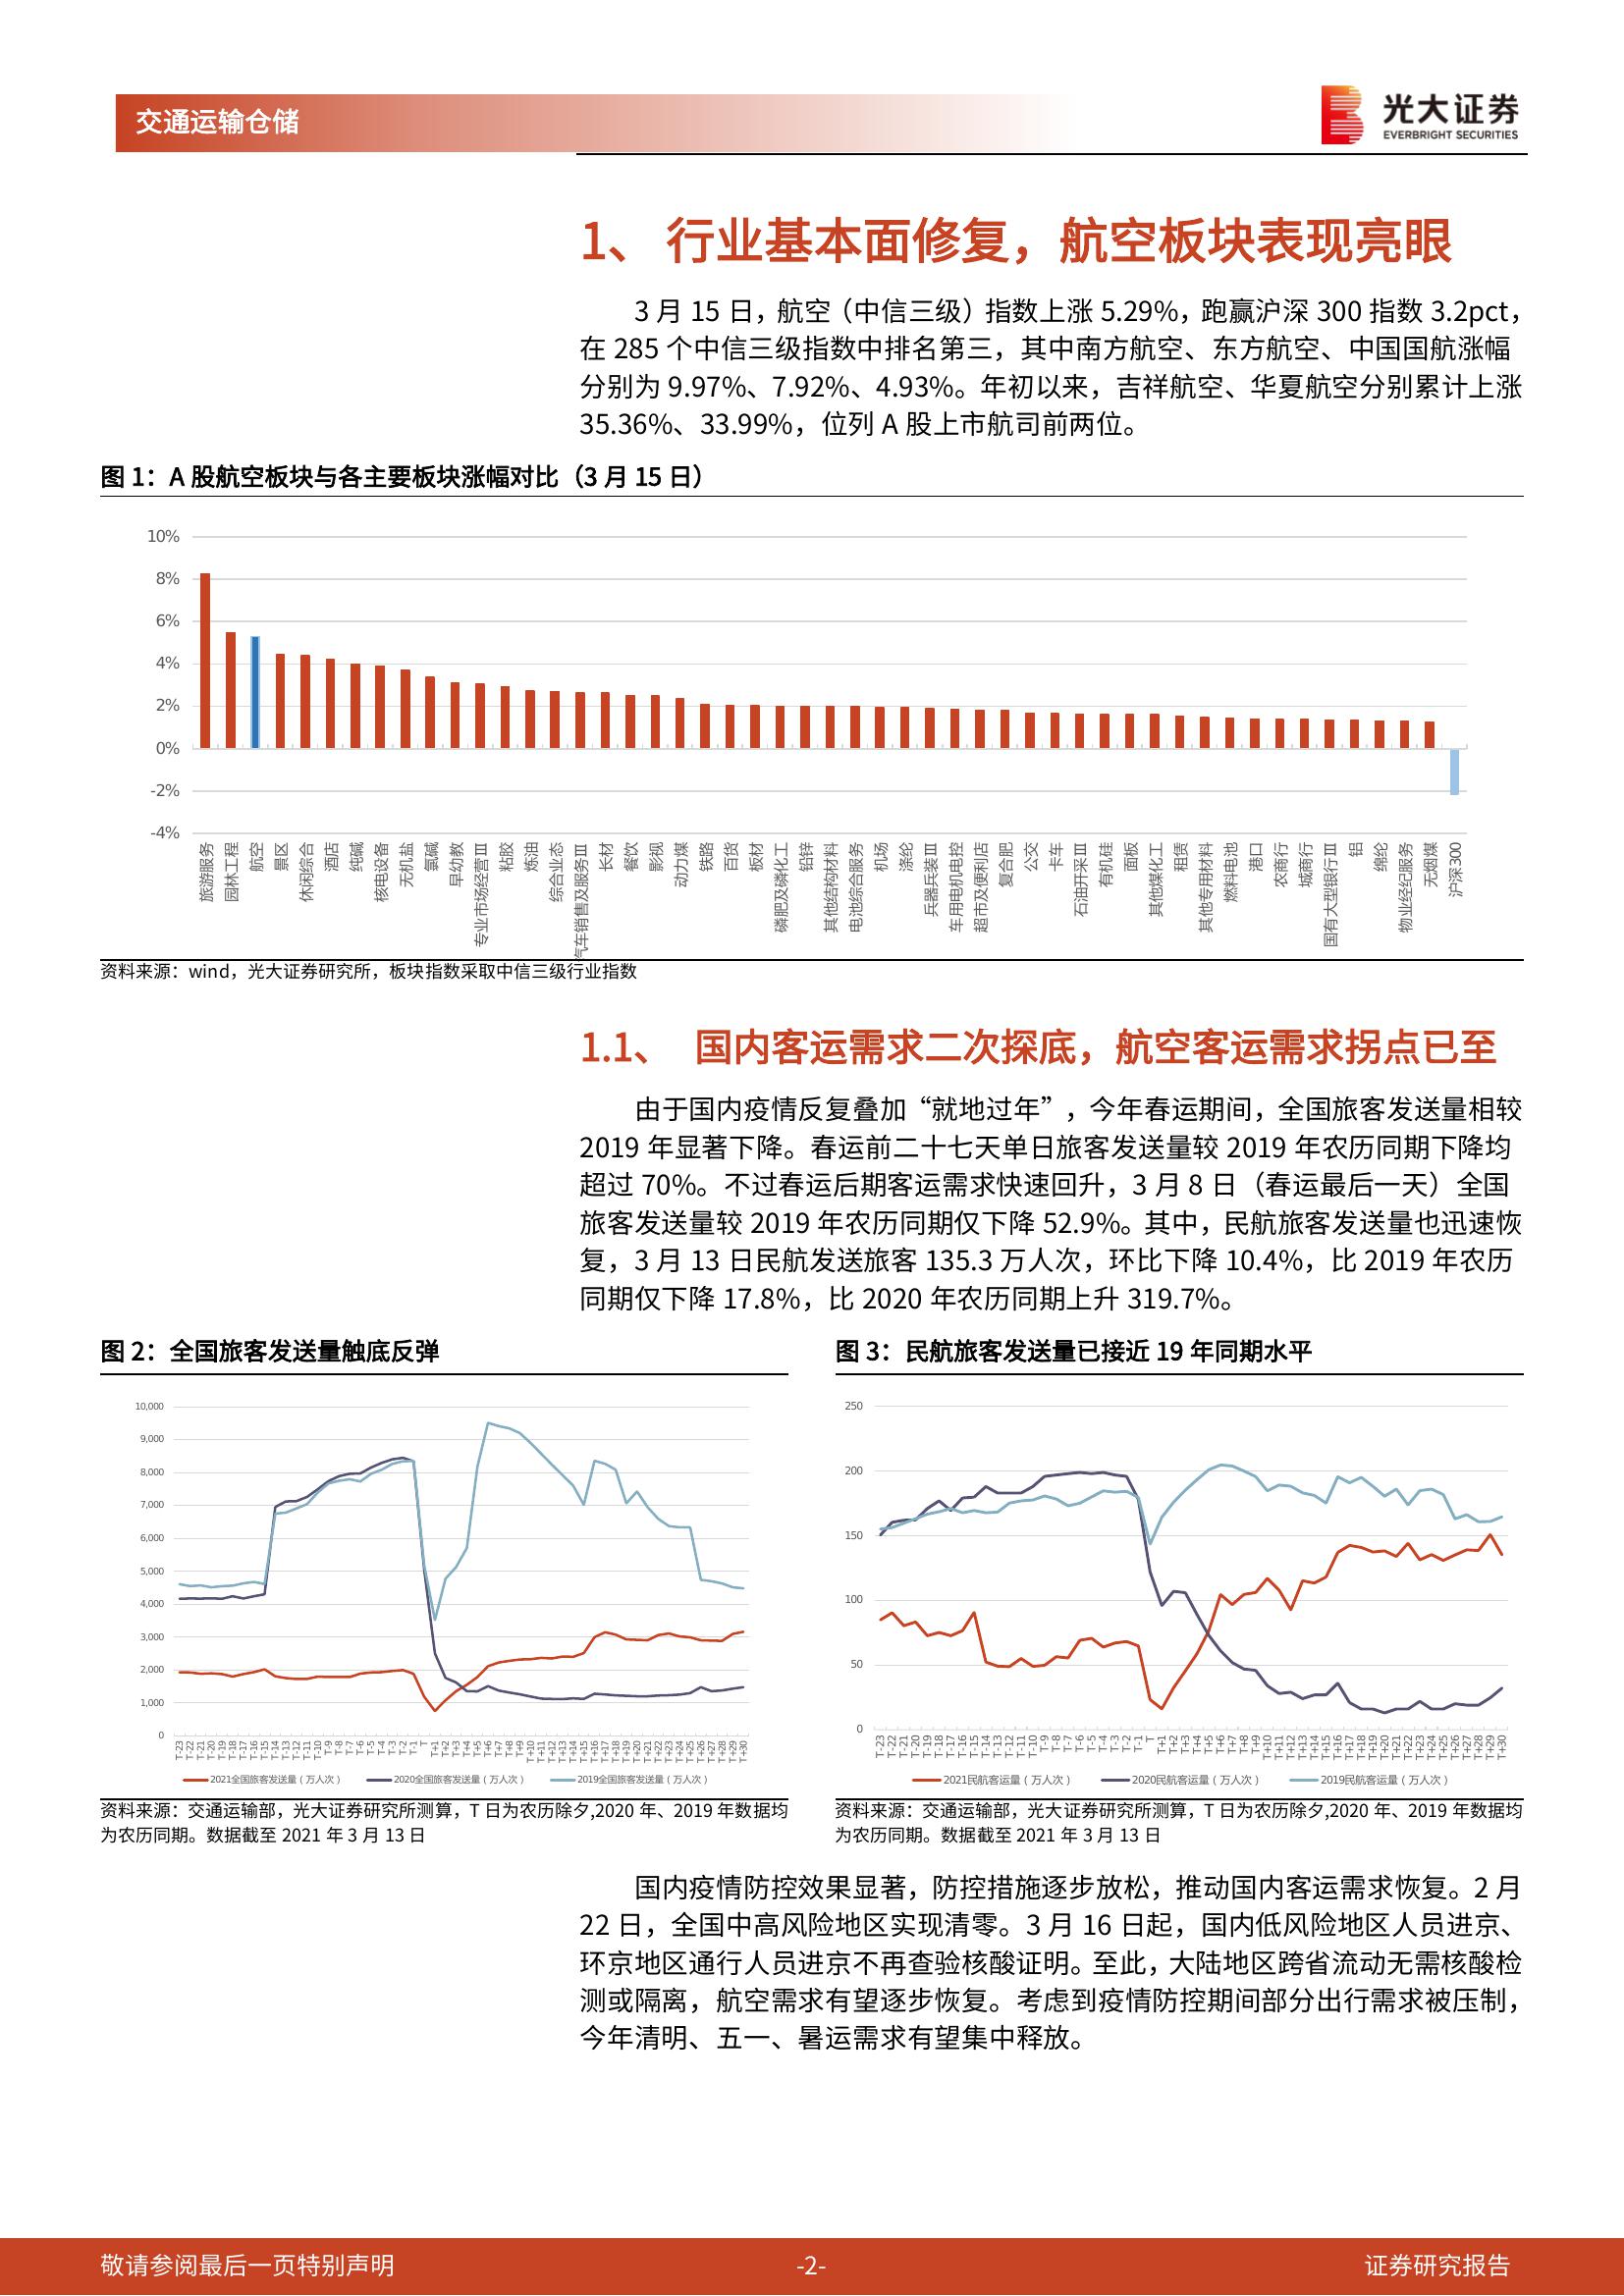 交通运输仓储
光大证券
EVERBRIGHT SECURITIES
1、 行业基本面修复，航空板块表现亮眼
3 月 15 日，航空（中信三级）指数上涨 5.29%，跑赢沪深 300 指数 3.2pct，
在 285 个中信三级指数中排名第三，其中南方航空、东方航空、中国国航涨幅
分别为 9.97%、7.92%、4.93%。年初以来，吉祥航空、华夏航空分别累计上涨
35.36%、33.99%，位列 A 股上市航司前两位。
图 1：A 股航空板块与各主要板块涨幅对比（3 月 15 日）
10%
8%
6%
4%
2%
0%
-2%
-4%
旅游服务
园林工程
航空
景区
休闲综合
酒店
纯碱
核电设备
无机盐
氯碱
早幼教
专业市场经营Ⅲ
粘胶
炼油
综合业态
汽车销售及服务Ⅲ
长材
餐饮
影视
动力煤
铁路
百货
板材
磷肥及磷化工
铅锌
其他结构材料
电池综合服务
机场
涤纶
兵器兵装Ⅲ
车用电机电控
超市及便利店
复合肥
公交
卡车
石油开采Ⅲ
有机硅
面板
其他煤化工
租赁
其他专用材料
燃料电池
港口
农商行
城商行
国有大型银行Ⅲ
铝
绵纶
物业经纪服务
无烟煤
沪深300
资料来源：wind，光大证券研究所，板块指数采取中信三级行业指数
1.1、 国内客运需求二次探底，航空客运需求拐点已至
由于国内疫情反复叠加“就地过年”，今年春运期间，全国旅客发送量相较
2019 年显著下降。春运前二十七天单日旅客发送量较 2019 年农历同期下降均
超过 70%。不过春运后期客运需求快速回升，3 月 8 日（春运最后一天）全国
旅客发送量较 2019 年农历同期仅下降 52.9%。其中，民航旅客发送量也迅速恢
复，3 月 13 日民航发送旅客 135.3 万人次，环比下降 10.4%，比 2019 年农历
同期仅下降 17.8%，比 2020 年农历同期上升 319.7%。
图 2：全国旅客发送量触底反弹
10,000
9,000
8,000
7,000
6,000
5,000
4,000
3,000
2,000
1,000
0
T-23 T-22 T-21 T-20 T-19 T-18 T-17 T-16 T-15 T-14 T-13 T-12 T-11 T-10 T-9 T-8 T-7 T-6 T-5 T-4 T-3 T-2 T-1 T T+1 T+2 T+3 T+4 T+5 T+6 T+7 T+8 T+9 T+10 T+11 T+12 T+13 T+14 T+15 T+16 T+17 T+18 T+19 T+20 T+21 T+22 T+23 T+24 T+25 T+26 T+27 T+28 T+29 T+30
2021全国旅客发送量（万人次） 2020全国旅客发送量（万人次） 2019全国旅客发送量（万人次）
资料来源：交通运输部，光大证券研究所测算，T 日为农历除夕,2020 年、2019 年数据均
为农历同期。数据截至 2021 年 3 月 13 日
图 3：民航旅客发送量已接近 19 年同期水平
250
200
150
100
50
0
T-23 T-22 T-21 T-20 T-19 T-18 T-17 T-16 T-15 T-14 T-13 T-12 T-11 T-10 T-9 T-8 T-7 T-6 T-5 T-4 T-3 T-2 T-1 T T+1 T+2 T+3 T+4 T+5 T+6 T+7 T+8 T+9 T+10 T+11 T+12 T+13 T+14 T+15 T+16 T+17 T+18 T+19 T+20 T+21 T+22 T+23 T+24 T+25 T+26 T+27 T+28 T+29 T+30
2021民航客运量（万人次） 2020民航客运量（万人次） 2019民航客运量（万人次）
资料来源：交通运输部，光大证券研究所测算，T 日为农历除夕,2020 年、2019 年数据均
为农历同期。数据截至 2021 年 3 月 13 日
国内疫情防控效果显著，防控措施逐步放松，推动国内客运需求恢复。2 月
22 日，全国中高风险地区实现清零。3 月 16 日起，国内低风险地区人员进京、
环京地区通行人员进京不再查验核酸证明。至此，大陆地区跨省流动无需核酸检
测或隔离，航空需求有望逐步恢复。考虑到疫情防控期间部分出行需求被压制，
今年清明、五一、暑运需求有望集中释放。
敬请参阅最后一页特别声明
-2-
证券研究报告